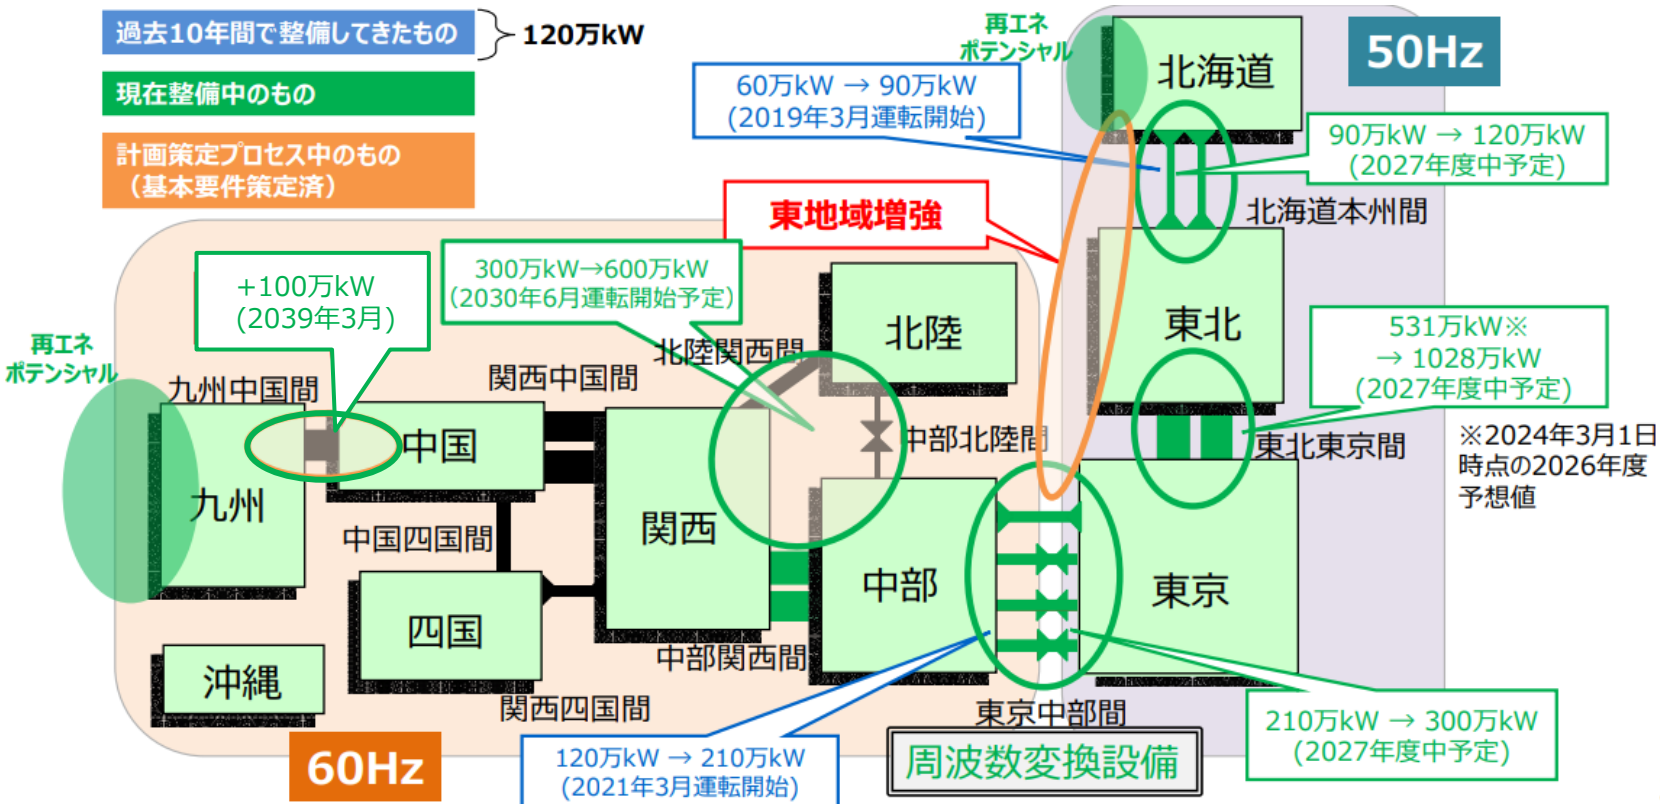 過去10年間で整備してきたもの
120万kW
現在整備中のもの
計画策定プロセス中のもの
（基本要件策定済）
再エネ
ポテンシャル
北海道
50Hz
60万kW → 90万kW
(2019年3月運転開始)
90万kW → 120万kW
(2027年度中予定)
北海道本州間
東地域増強
+100万kW
(2039年3月)
300万kW→600万kW
(2030年6月運転開始予定)
北陸
東北
531万kW※
→ 1028万kW
(2027年度中予定)
再エネ
ポテンシャル
九州中国間
関西中国間
北陸関西間
中国
中部北陸間
東北東京間
※2024年3月1日
時点の2026年度
予想値
九州
中国四国間
関西
中部
東京
四国
沖縄
中部関西間
関西四国間
東京中部間
60Hz
120万kW → 210万kW
(2021年3月運転開始)
周波数変換設備
210万kW → 300万kW
(2027年度中予定)